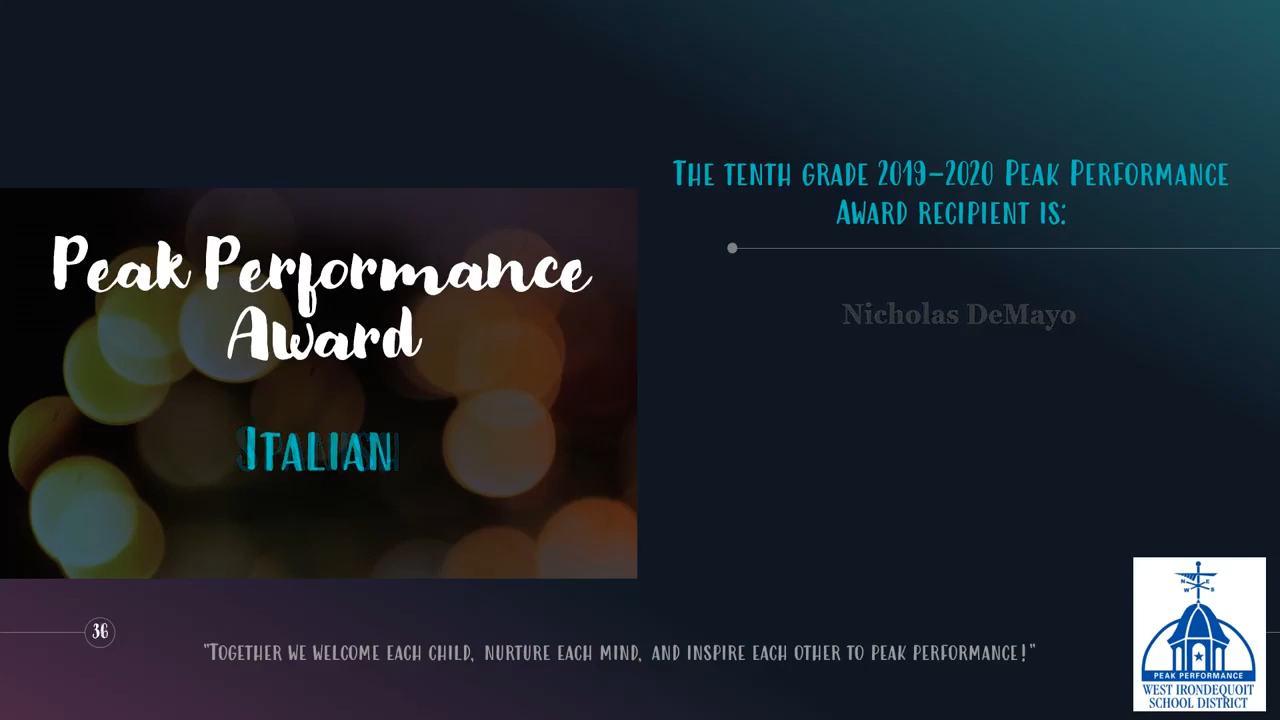 Peak Performance
Award
Italian
The tenth grade 2019-2020 Peak Performance
Award recipient is:
Nicholas DeMayo
36
"Together we welcome each child, nurture each mind, and inspire each other to peak performance!"
N
E
W
S
PEAK PERFORMANCE
WEST IRONDEQUOIT
SCHOOL DISTRICT